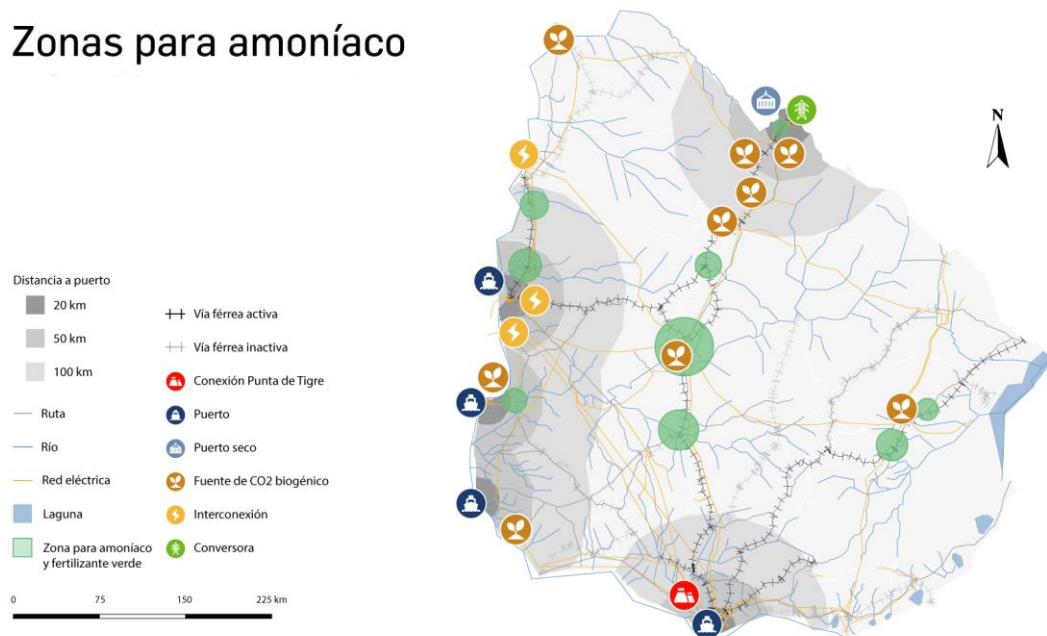 Zonas para amoníaco
N
Distancia a puerto
20 km
50 km
100 km
Ruta
Río
Red eléctrica
Laguna
Zona para amoníaco
y fertilizante verde
Vía férrea activa
Vía férrea inactiva
Conexión Punta de Tigre
Puerto
Puerto seco
Fuente de CO2 biogénico
Interconexión
Conversora
0 75 150 225 km